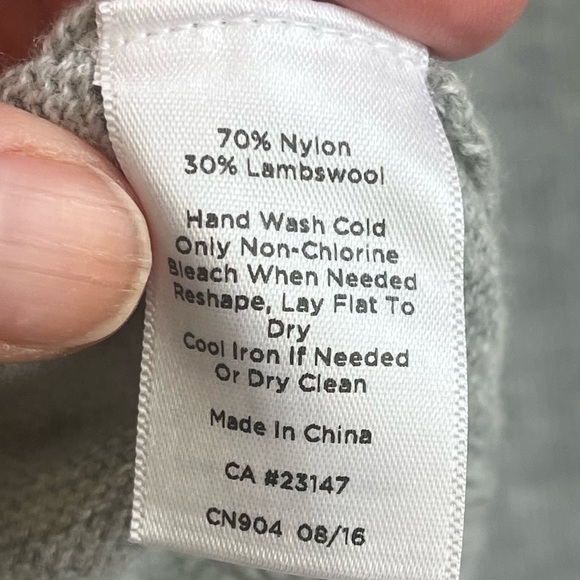 70% Nylon
30% Lambswool
Hand Wash Cold
Only Non-Chlorine
Bleach When Needed
Reshape, Lay Flat To
Dry
Cool Iron If Needed
Or Dry Clean
Made In China
CA #23147
CN904 08/16